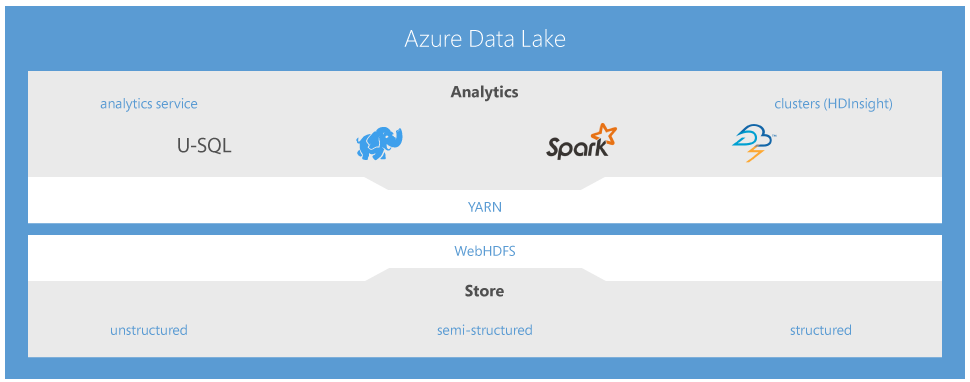 Azure Data Lake
Analytics
analytics service
clusters (HDInsight)
U-SQL
Spark
YARN
WebHDFS
Store
unstructured
semi-structured
structured